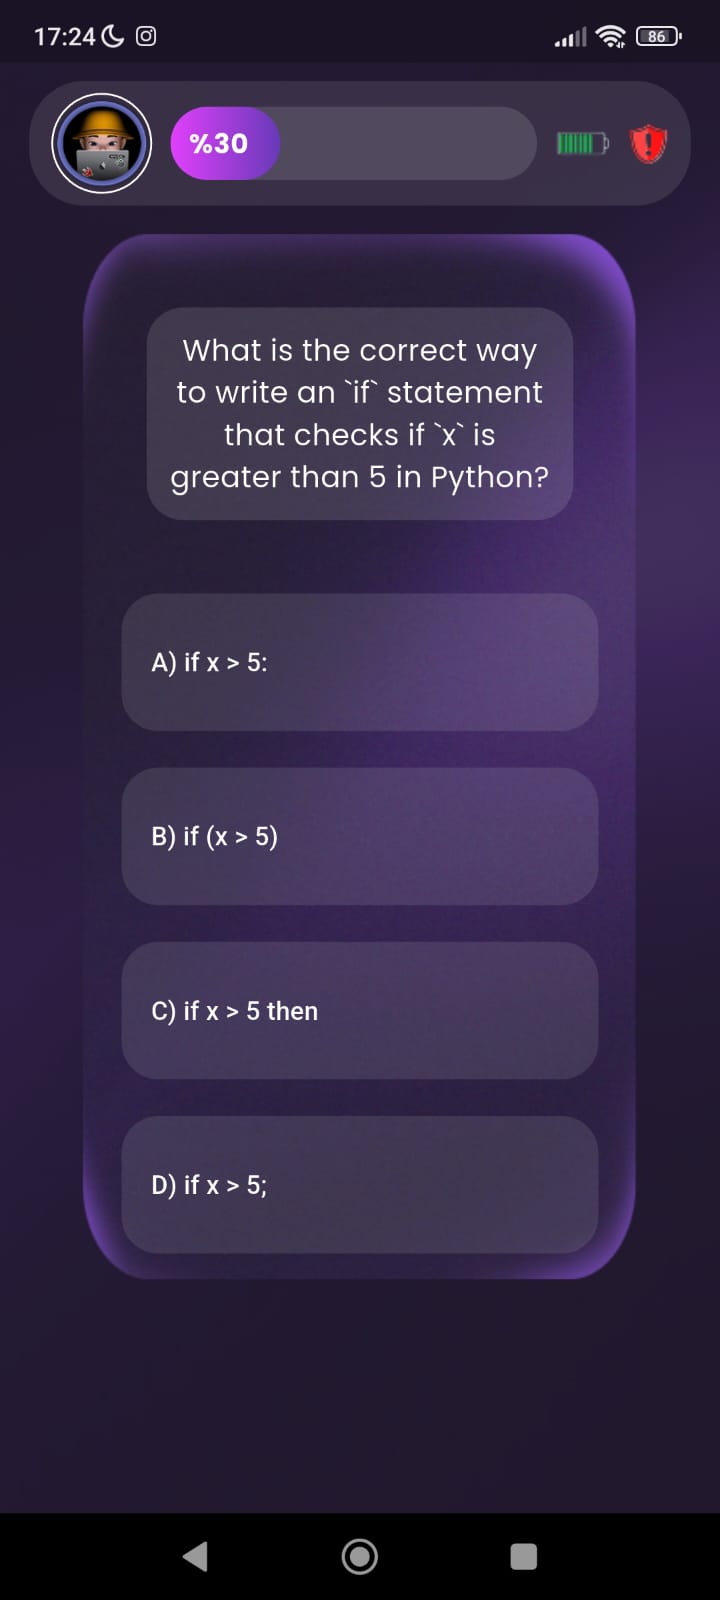 17:24
86
%30
What is the correct way
to write an `if` statement
that checks if `x` is
greater than 5 in Python?
A) if x > 5:
B) if (x > 5)
C) if x > 5 then
D) if x > 5;